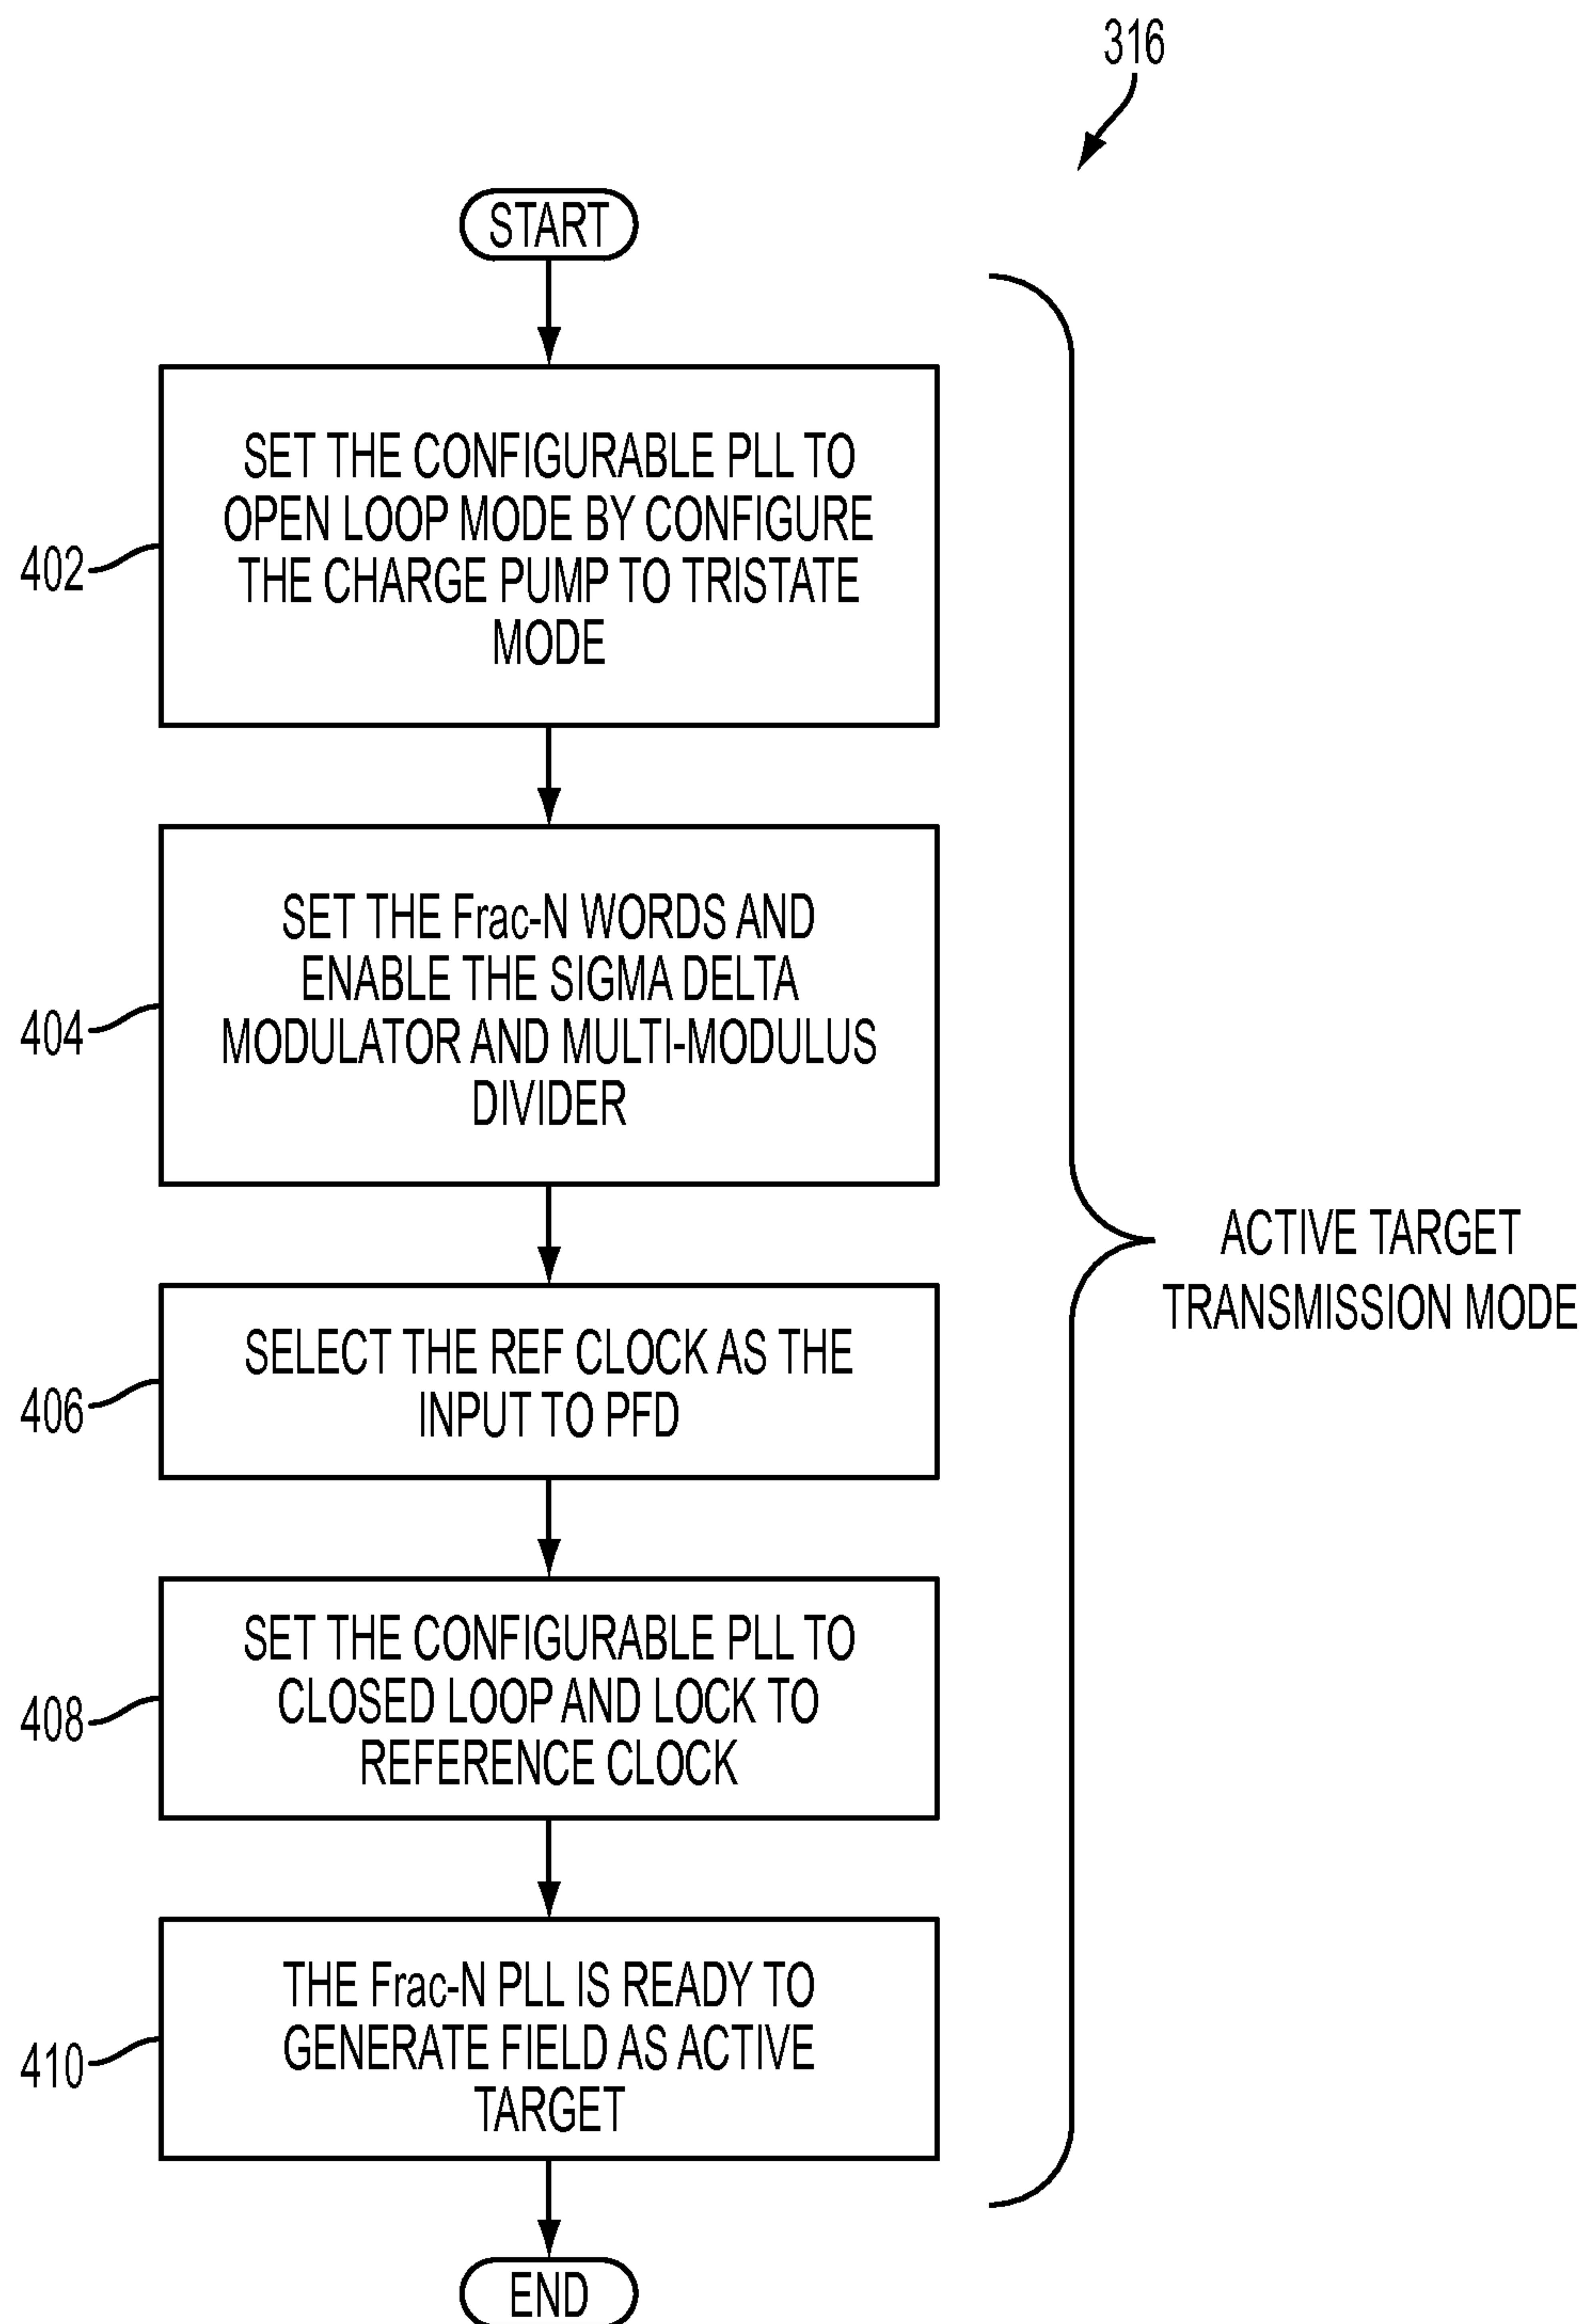 316
START
SET THE CONFIGURABLE PLL TO
OPEN LOOP MODE BY CONFIGURE
THE CHARGE PUMP TO TRISTATE
MODE
402
SET THE Frac-N WORDS AND
ENABLE THE SIGMA DELTA
MODULATOR AND MULTI-MODULUS
DIVIDER
404
ACTIVE TARGET
TRANSMISSION MODE
SELECT THE REF CLOCK AS THE
INPUT TO PFD
406
SET THE CONFIGURABLE PLL TO
CLOSED LOOP AND LOCK TO
REFERENCE CLOCK
408
THE Frac-N PLL IS READY TO
GENERATE FIELD AS ACTIVE
TARGET
410
END